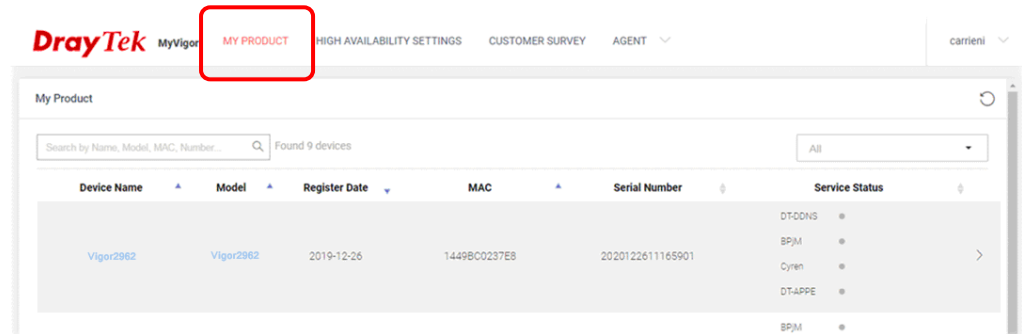 DrayTek MyVigor MY PRODUCT HIGH AVAILABILITY SETTINGS CUSTOMER SURVEY AGENT carrieni
My Product
Search by Name, Model, MAC, Number... Found 9 devices All
Device Name Model Register Date MAC Serial Number Service Status
DT-DDNS
BPjM
Vigor2962 Vigor2962 2019-12-26 1449BC0237E8 2020122611165901
Cyren
DT-APPE
BPjM